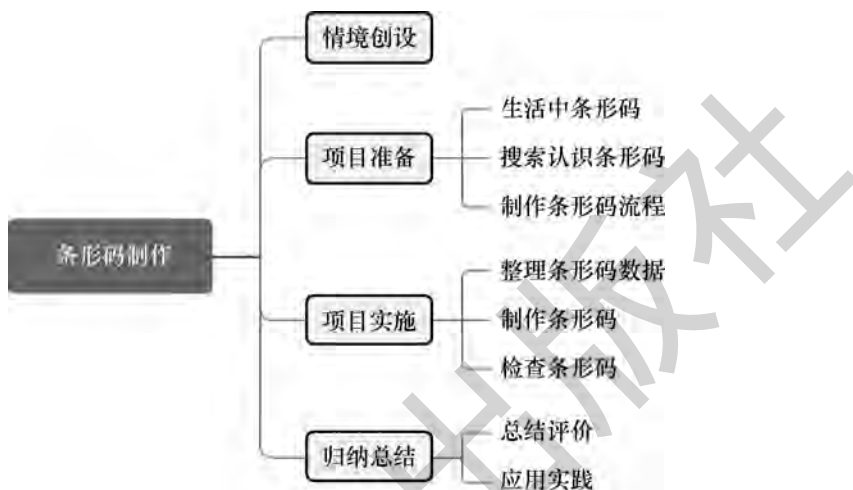 条形码制作
情境创设
项目准备
生活中条形码
搜索认识条形码
制作条形码流程
项目实施
整理条形码数据
制作条形码
检查条形码
归纳总结
总结评价
应用实践
出版社